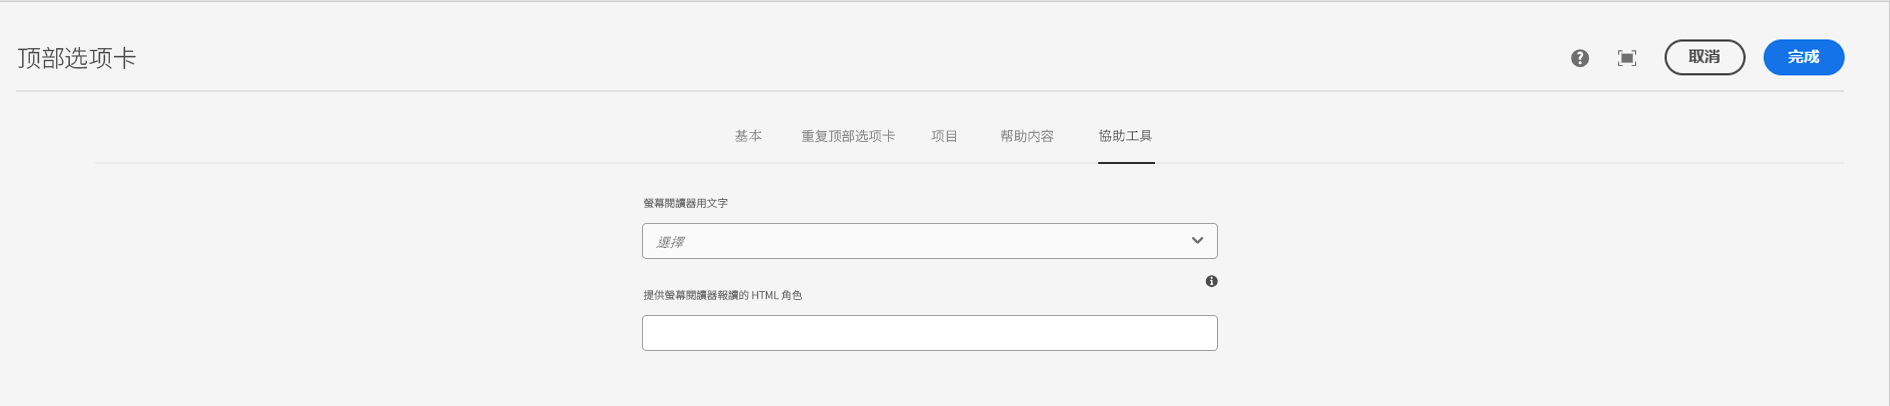 顶部选项卡
取消
完成
基本 重复顶部选项卡 项目 帮助内容 協助工具
螢幕閱讀器用文字
選擇
提供螢幕閱讀器報讀的 HTML 角色